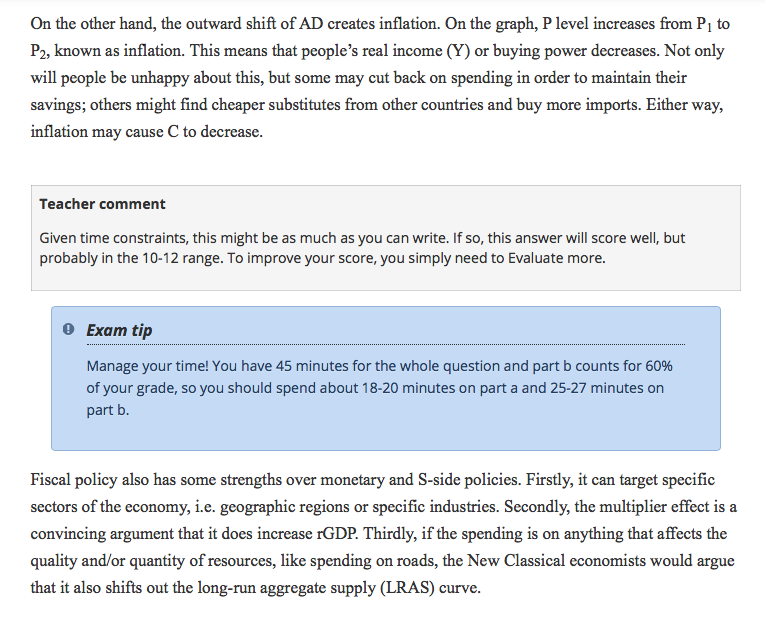 On the other hand, the outward shift of AD creates inflation. On the graph, P level increases from P₁ to
P₂, known as inflation. This means that people’s real income (Y) or buying power decreases. Not only
will people be unhappy about this, but some may cut back on spending in order to maintain their
savings; others might find cheaper substitutes from other countries and buy more imports. Either way,
inflation may cause C to decrease.
Teacher comment
Given time constraints, this might be as much as you can write. If so, this answer will score well, but
probably in the 10-12 range. To improve your score, you simply need to Evaluate more.
Exam tip
Manage your time! You have 45 minutes for the whole question and part b counts for 60%
of your grade, so you should spend about 18-20 minutes on part a and 25-27 minutes on
part b.
Fiscal policy also has some strengths over monetary and S-side policies. Firstly, it can target specific
sectors of the economy, i.e. geographic regions or specific industries. Secondly, the multiplier effect is a
convincing argument that it does increase rGDP. Thirdly, if the spending is on anything that affects the
quality and/or quantity of resources, like spending on roads, the New Classical economists would argue
that it also shifts out the long-run aggregate supply (LRAS) curve.